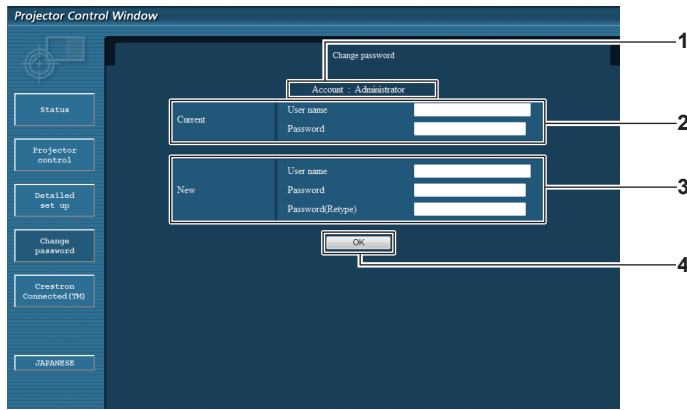 Projector Control Window
Change password
1
Account : Administrator
Current
User name
Password
2
New
User name
Password
Password(Retype)
3
OK
4
Status
Projector
control
Detailed
set up
Change
password
Crestron
Connected(TM)
JAPANESE